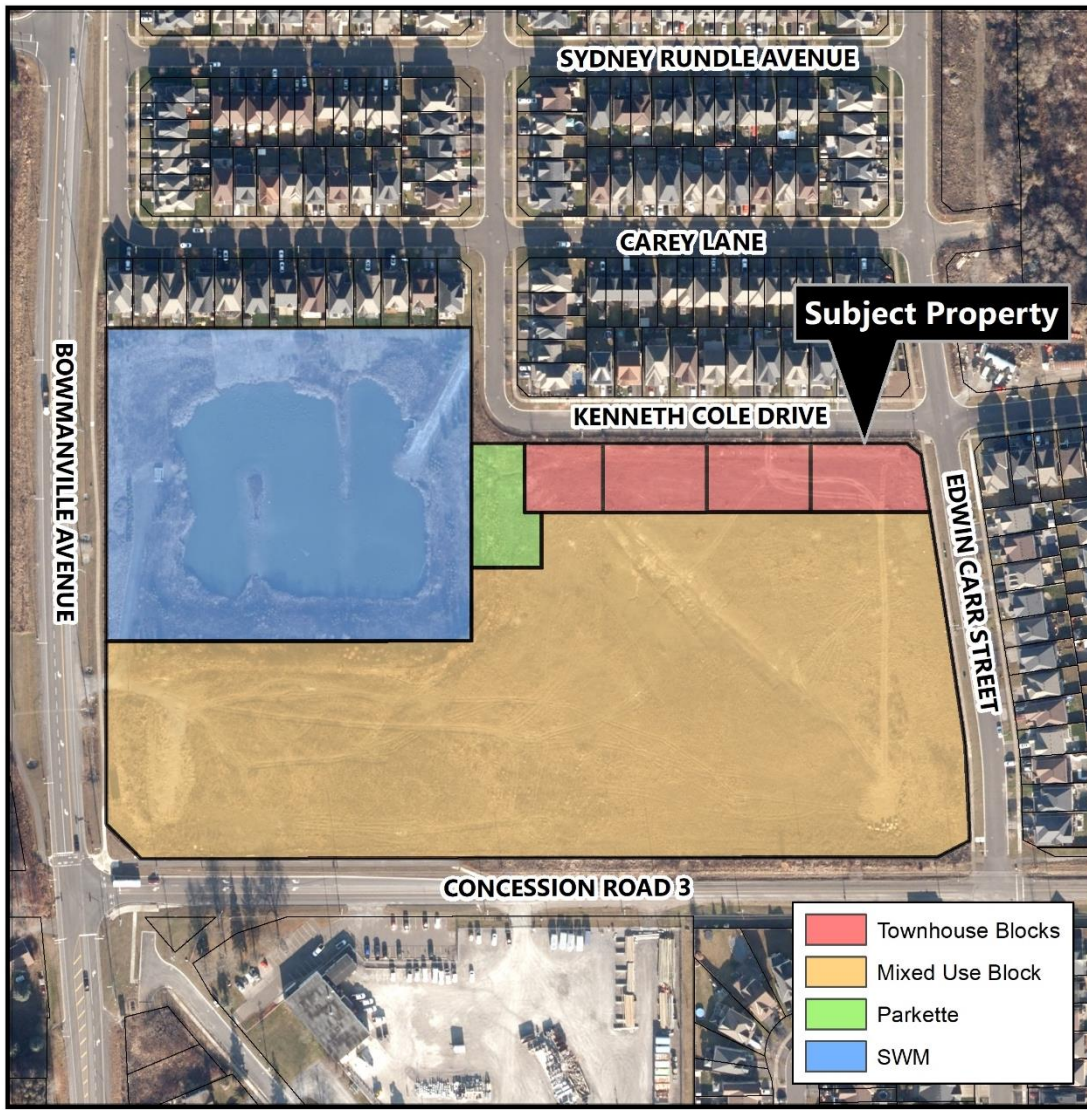 SYDNEY RUNDLE AVENUE
CAREY LANE
Subject Property
KENNETH COLE DRIVE
BOWMANVILLE AVENUE
EDWIN CARR STREET
CONCESSION ROAD 3
Townhouse Blocks
Mixed Use Block
Parkette
SWM